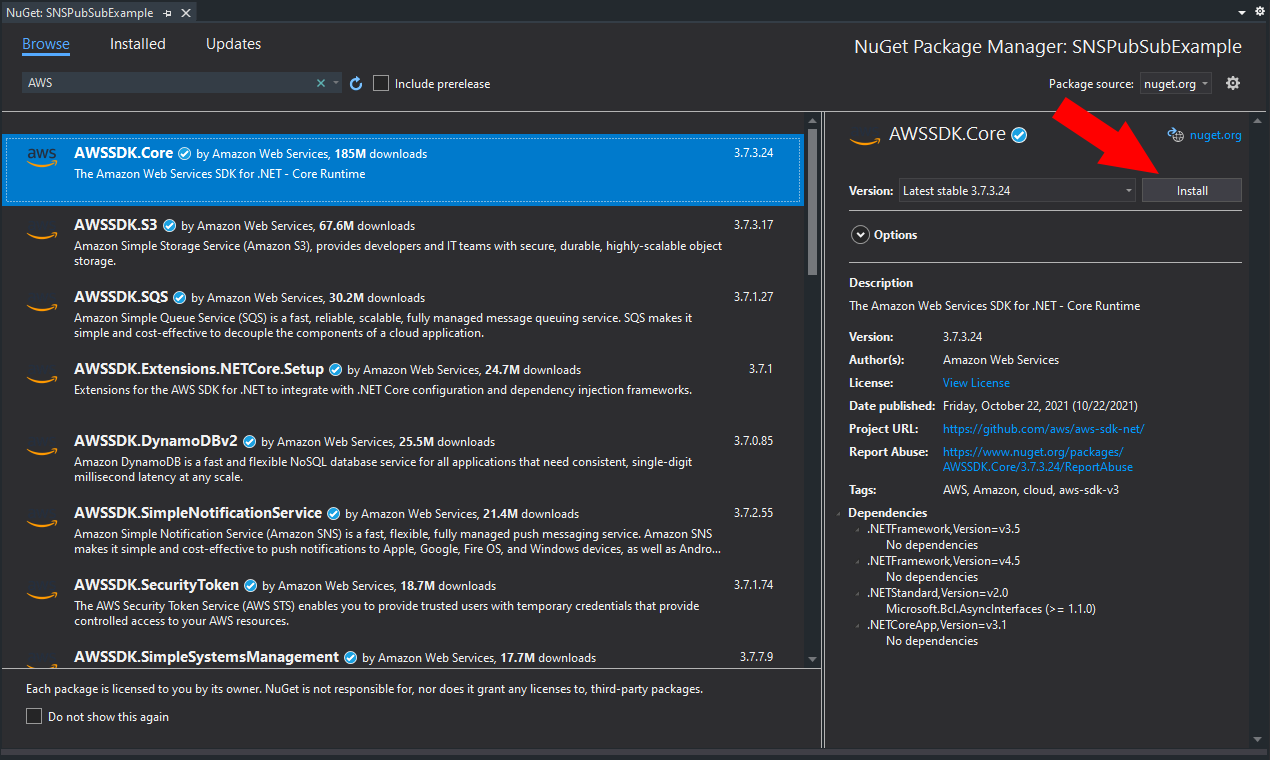 NuGet: SNSPubSubExample
Browse
Installed
Updates
NuGet Package Manager: SNSPubSubExample
AWS
Include prerelease
Package source:
nuget.org
aws
AWSSDK.Core by Amazon Web Services, 185M downloads
3.7.3.24
The Amazon Web Services SDK for .NET - Core Runtime
AWSSDK.S3 by Amazon Web Services, 67.6M downloads
3.7.3.17
Amazon Simple Storage Service (Amazon S3), provides developers and IT teams with secure, durable, highly-scalable object
storage.
AWSSDK.SQS by Amazon Web Services, 30.2M downloads
3.7.1.27
Amazon Simple Queue Service (SQS) is a fast, reliable, scalable, fully managed message queuing service. SQS makes it
simple and cost-effective to decouple the components of a cloud application.
AWSSDK.Extensions.NETCore.Setup by Amazon Web Services, 24.7M downloads
3.7.1
Extensions for the AWS SDK for .NET to integrate with .NET Core configuration and dependency injection frameworks.
AWSSDK.DynamoDBv2 by Amazon Web Services, 25.5M downloads
3.7.0.85
Amazon DynamoDB is a fast and flexible NoSQL database service for all applications that need consistent, single-digit
millisecond latency at any scale.
AWSSDK.SimpleNotificationService by Amazon Web Services, 21.4M downloads
3.7.2.55
Amazon Simple Notification Service (Amazon SNS) is a fast, flexible, fully managed push messaging service. Amazon SNS
makes it simple and cost-effective to push notifications to Apple, Google, Fire OS, and Windows devices, as well as Andro...
AWSSDK.SecurityToken by Amazon Web Services, 18.7M downloads
3.7.1.74
The AWS Security Token Service (AWS STS) enables you to provide trusted users with temporary credentials that provide
controlled access to your AWS resources.
AWSSDK.SimpleSystemsManagement by Amazon Web Services, 17.7M downloads
3.7.7.9
Each package is licensed to you by its owner. NuGet is not responsible for, nor does it grant any licenses to, third-party packages.
Do not show this again
AWSSDK.Core
nuget.org
Version:
Latest stable 3.7.3.24
Install
Options
Description
The Amazon Web Services SDK for .NET - Core Runtime
Version: 3.7.3.24
Author(s): Amazon Web Services
License: View License
Date published: Friday, October 22, 2021 (10/22/2021)
Project URL: https://github.com/aws/aws-sdk-net/
Report Abuse: https://www.nuget.org/packages/
AWSSDK.Core/3.7.3.24/ReportAbuse
Tags: AWS, Amazon, cloud, aws-sdk-v3
Dependencies
.NETFramework,Version=v3.5
No dependencies
.NETFramework,Version=v4.5
No dependencies
.NETStandard,Version=v2.0
Microsoft.Bcl.AsyncInterfaces (>= 1.1.0)
.NETCoreApp,Version=v3.1
No dependencies